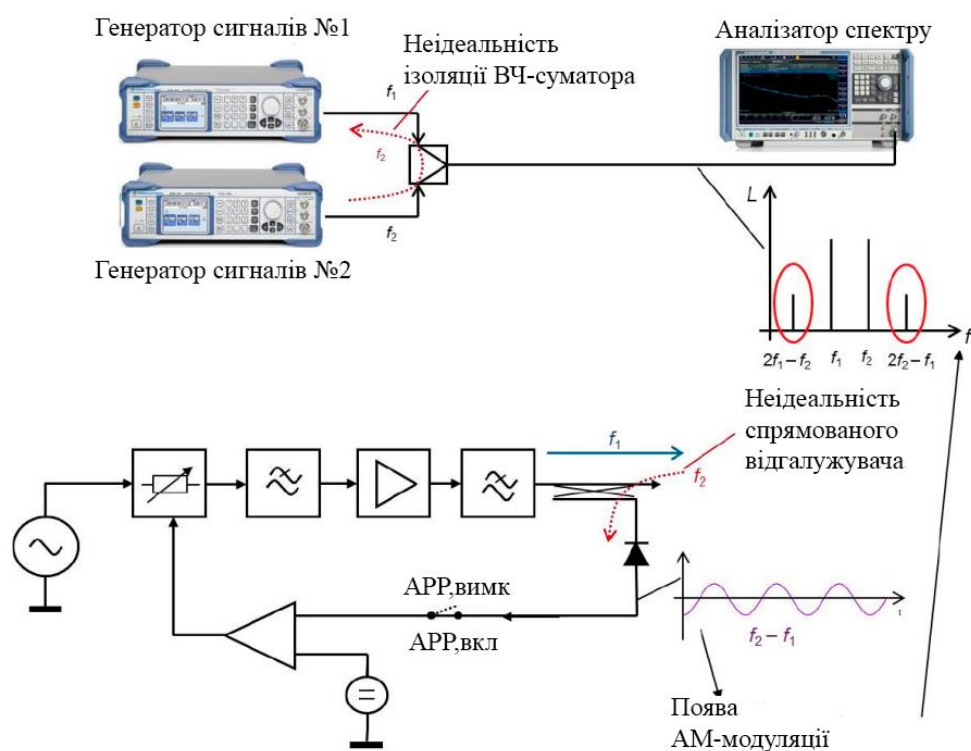 Генератор сигналів №1
Неідеальність
ізоляції ВЧ-суматора
Аналізатор спектру
f₁
f₂
f₂
Генератор сигналів №2
L
f
2f₁ – f₂
f₁
f₂
2f₂ – f₁
Неідеальність
спрямованого
відгалужувача
f₁
f₂
АРР,вимк
АРР,вкл
t
f₂ – f₁
Поява
АМ-модуляції